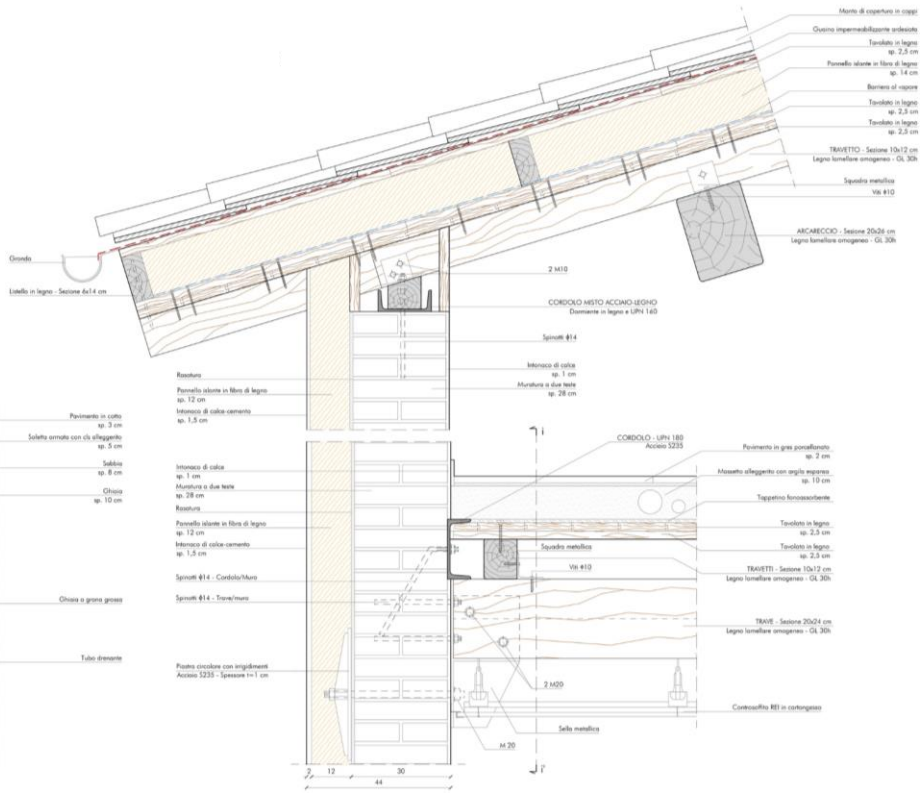 Manto di copertura in coppi
Guaina impermeabilizzante ardesiata
Tavolato in legno
sp. 2,5 cm
Pannello isolante in fibra di legno
sp. 14 cm
Barriera al vapore
Tavolato in legno
sp. 2,5 cm
Tavolato in legno
sp. 2,5 cm
TRAVETTO - Sezione 10x12 cm
Legno lamellare omogeneo - GL 30h
Squadra metallica
Viti ϕ10
ARCARECCIO - Sezione 20x26 cm
Legno lamellare omogeneo - GL 30h
Gronda
Listello in legno - Sezione 6x14 cm
2 M10
CORDOLO MISTO ACCIAIO-LEGNO
Dormiente in legno e UPN 160
Spinotti ϕ14
Intonaco di calce
sp. 1 cm
Muratura a due teste
sp. 28 cm
Rasatura
Pannello isolante in fibra di legno
sp. 12 cm
Intonaco di calce-cemento
sp. 1,5 cm
Pavimento in cotto
sp. 3 cm
Soletta armata con cls alleggerito
sp. 5 cm
Sabbia
sp. 8 cm
Ghiaia
sp. 10 cm
Ghiaia a grana grossa
Tubo drenante
Intonaco di calce
sp. 1 cm
Muratura a due teste
sp. 28 cm
Rasatura
Pannello isolante in fibra di legno
sp. 12 cm
Intonaco di calce-cemento
sp. 1,5 cm
Spinotti ϕ14 - Cordolo/Muro
Spinotti ϕ14 - Trave/muro
Piastra circolare con irrigidimenti
Acciaio S235 - Spessore t=1 cm
i
CORDOLO - UPN 180
Acciaio S235
Pavimento in gres porcellanato
sp. 2 cm
Massetto alleggerito con argilla espansa
sp. 10 cm
Tappetino fonoassorbente
Tavolato in legno
sp. 2,5 cm
Tavolato in legno
sp. 2,5 cm
Squadra metallica
Viti ϕ10
TRAVETTI - Sezione 10x12 cm
Legno lamellare omogeneo - GL 30h
TRAVE - Sezione 20x24 cm
Legno lamellare omogeneo - GL 30h
2 M20
Controsoffitto REI in cartongesso
Sella metallica
M 20
i'
2 12 30
44